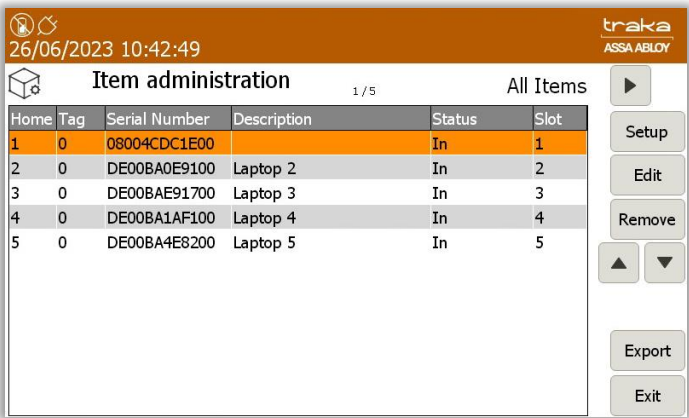 traka
ASSA ABLOY
26/06/2023 10:42:49
Item administration 1/5 All Items
Home Tag Serial Number Description Status Slot
1 0 08004CDC1E00 In 1
2 0 DE00BA0E9100 Laptop 2 In 2
3 0 DE00BAE91700 Laptop 3 In 3
4 0 DE00BA1AF100 Laptop 4 In 4
5 0 DE00BA4E8200 Laptop 5 In 5
Setup
Edit
Remove
Export
Exit